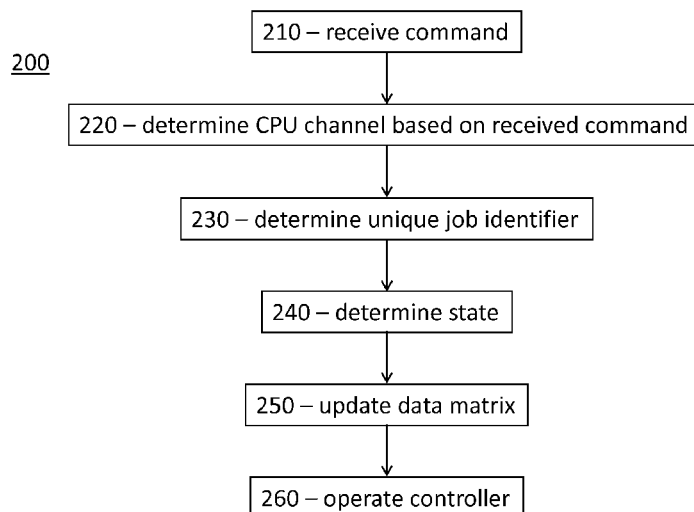 210 – receive command
200
220 – determine CPU channel based on received command
230 – determine unique job identifier
240 – determine state
250 – update data matrix
260 – operate controller